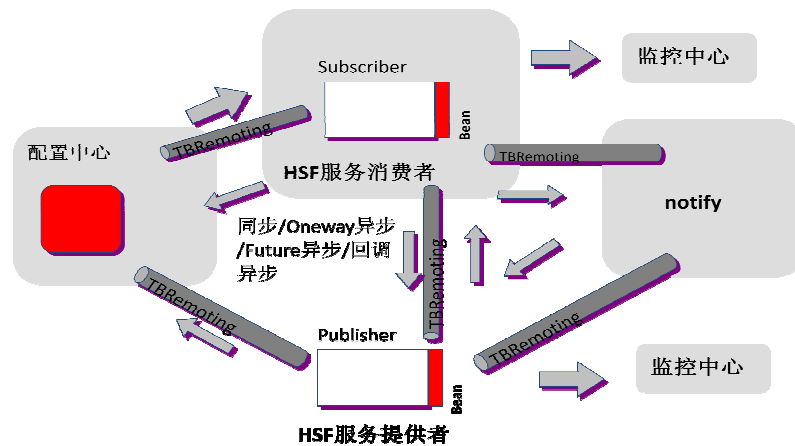 Subscriber
Bean
监控中心
配置中心
TBRemoting
HSF服务消费者
TBRemoting
notify
同步/Oneway异步
/Future异步/回调
异步
TBRemoting
TBRemoting
TBRemoting
Publisher
Bean
监控中心
HSF服务提供者